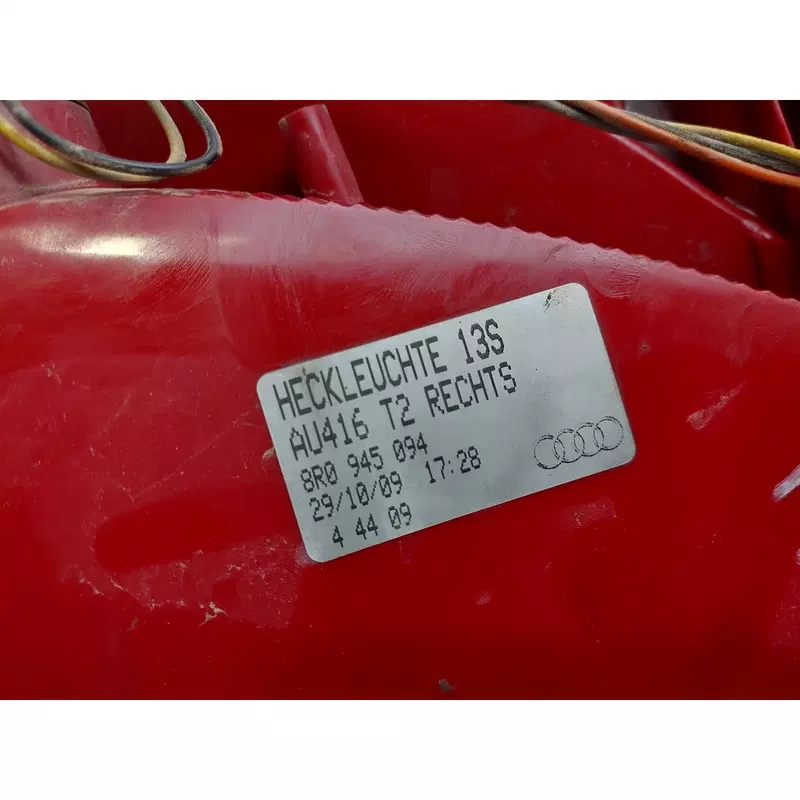 HECKLEUCHTE 13S
AU416 T2 RECHTS
8R0 945 094
29/10/09 17:28
4 44 09